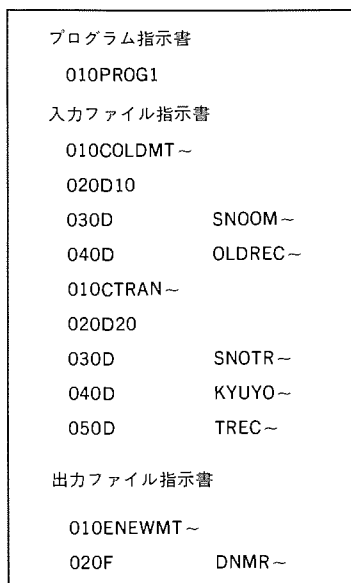 プログラム指示書
010PROG1
入力ファイル指示書
010COLDMT～
020D10
030D SNOOM～
040D OLDREC～
010CTRAN～
020D20
030D SNOTR～
040D KYUYO～
050D TREC～
出力ファイル指示書
010ENEWMT～
020F DNMR～